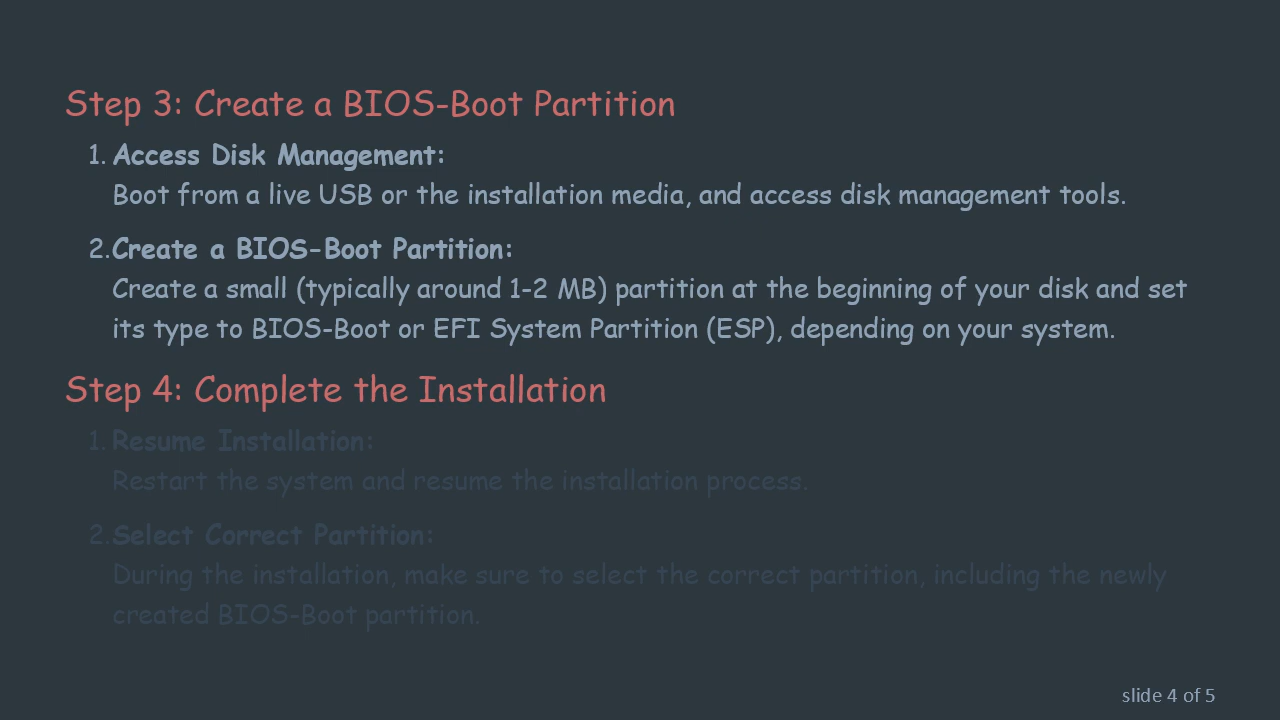 Step 3: Create a BIOS-Boot Partition
1. Access Disk Management:
Boot from a live USB or the installation media, and access disk management tools.
2. Create a BIOS-Boot Partition:
Create a small (typically around 1-2 MB) partition at the beginning of your disk and set
its type to BIOS-Boot or EFI System Partition (ESP), depending on your system.
Step 4: Complete the Installation
1. Resume Installation:
Restart the system and resume the installation process.
2. Select Correct Partition:
During the installation, make sure to select the correct partition, including the newly
created BIOS-Boot partition.
slide 4 of 5